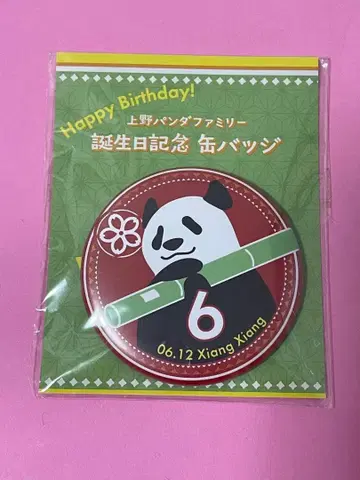 Happy Birthday!
上野パンダファミリー
誕生日記念 缶バッジ
6
06.12 Xiang Xiang